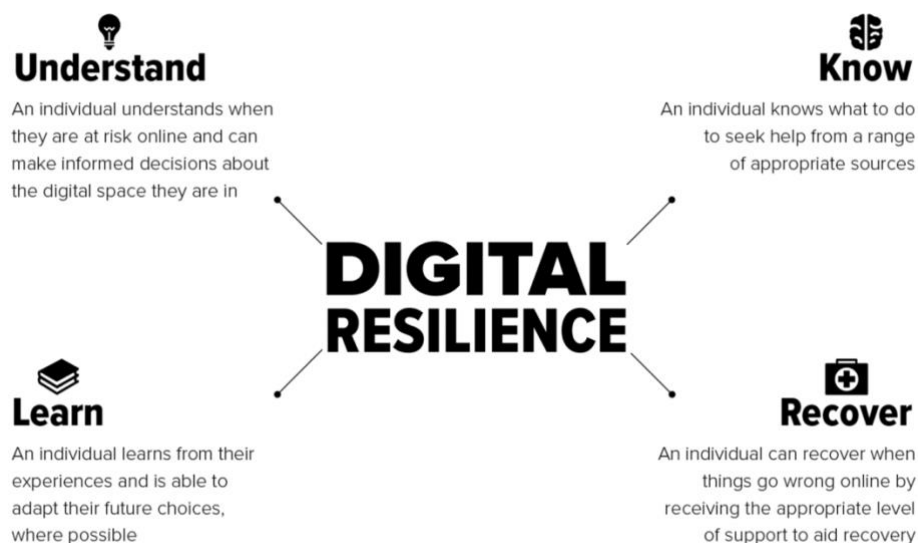 Understand
An individual understands when
they are at risk online and can
make informed decisions about
the digital space they are in
Know
An individual knows what to do
to seek help from a range
of appropriate sources
DIGITAL
RESILIENCE
Learn
An individual learns from their
experiences and is able to
adapt their future choices,
where possible
Recover
An individual can recover when
things go wrong online by
receiving the appropriate level
of support to aid recovery